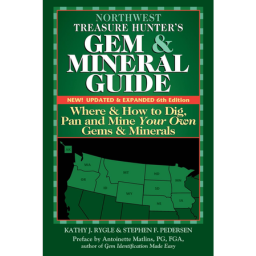 NORTHWEST
TREASURE HUNTER'S
GEM &
MINERAL
GUIDE
NEW! UPDATED & EXPANDED 6th Edition
Where & How to Dig,
Pan and Mine Your Own
Gems & Minerals
KATHY J. RYGLE & STEPHEN F. PEDERSEN
Preface by Antoinette Matlins, PG, FGA,
author of Gem Identification Made Easy